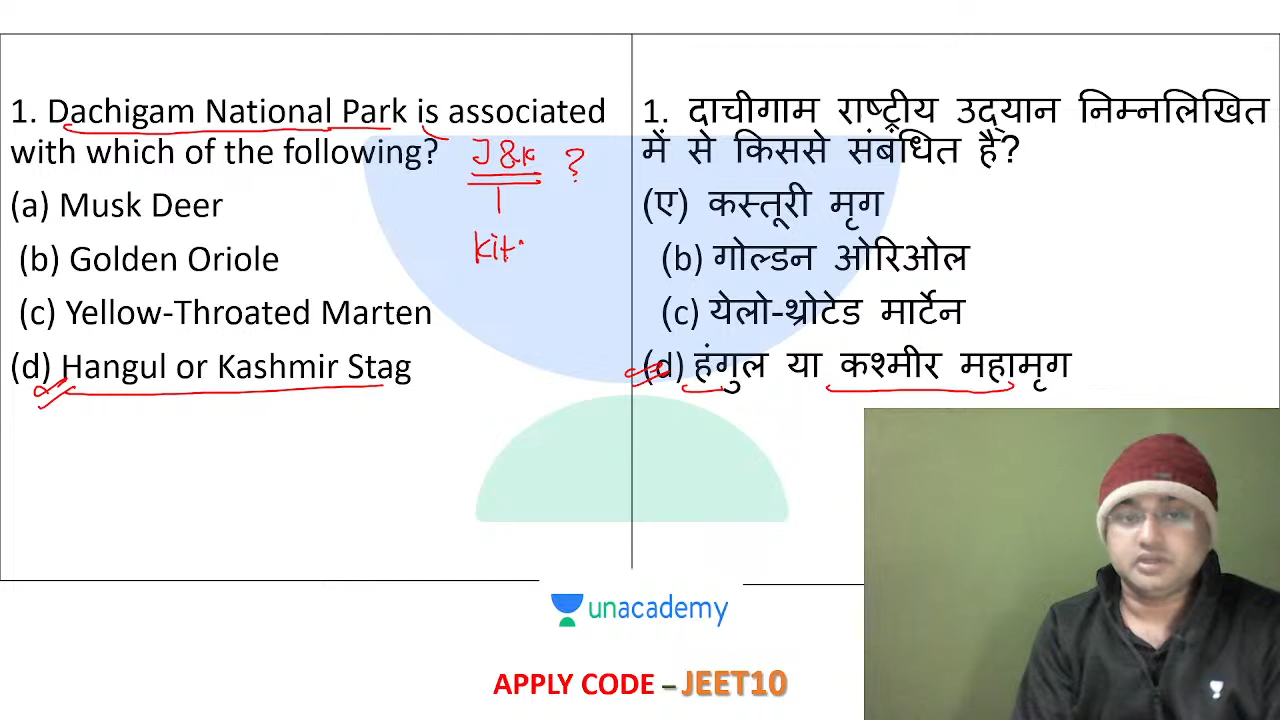 1. Dachigam National Park is associated
with which of the following?
J&K ?
Kit.
(a) Musk Deer
(b) Golden Oriole
(c) Yellow-Throated Marten
(d) Hangul or Kashmir Stag
1. दाचीगाम राष्ट्रीय उद्यान निम्नलिखित
में से किससे संबंधित है?
(ए) कस्तूरी मृग
(b) गोल्डन ओरिओल
(c) येलो-थ्रोटेड मार्टेन
(d) हंगुल या कश्मीर महामृग
unacademy
APPLY CODE – JEET10